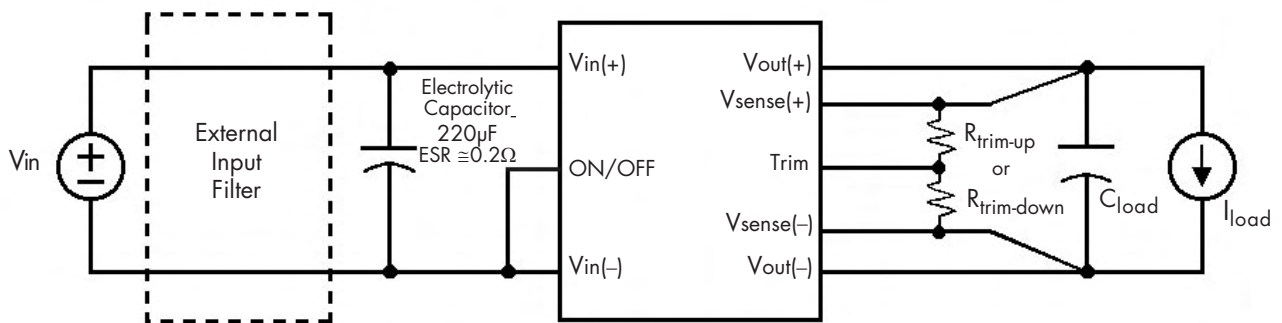 Vin
External
Input
Filter
Electrolytic
Capacitor
220µF
ESR ≅0.2Ω
Vin(+)
ON/OFF
Vin(–)
Vout(+)
Vsense(+)
Trim
Vsense(–)
Vout(–)
Rtrim-up
or
Rtrim-down
Cload
Iload